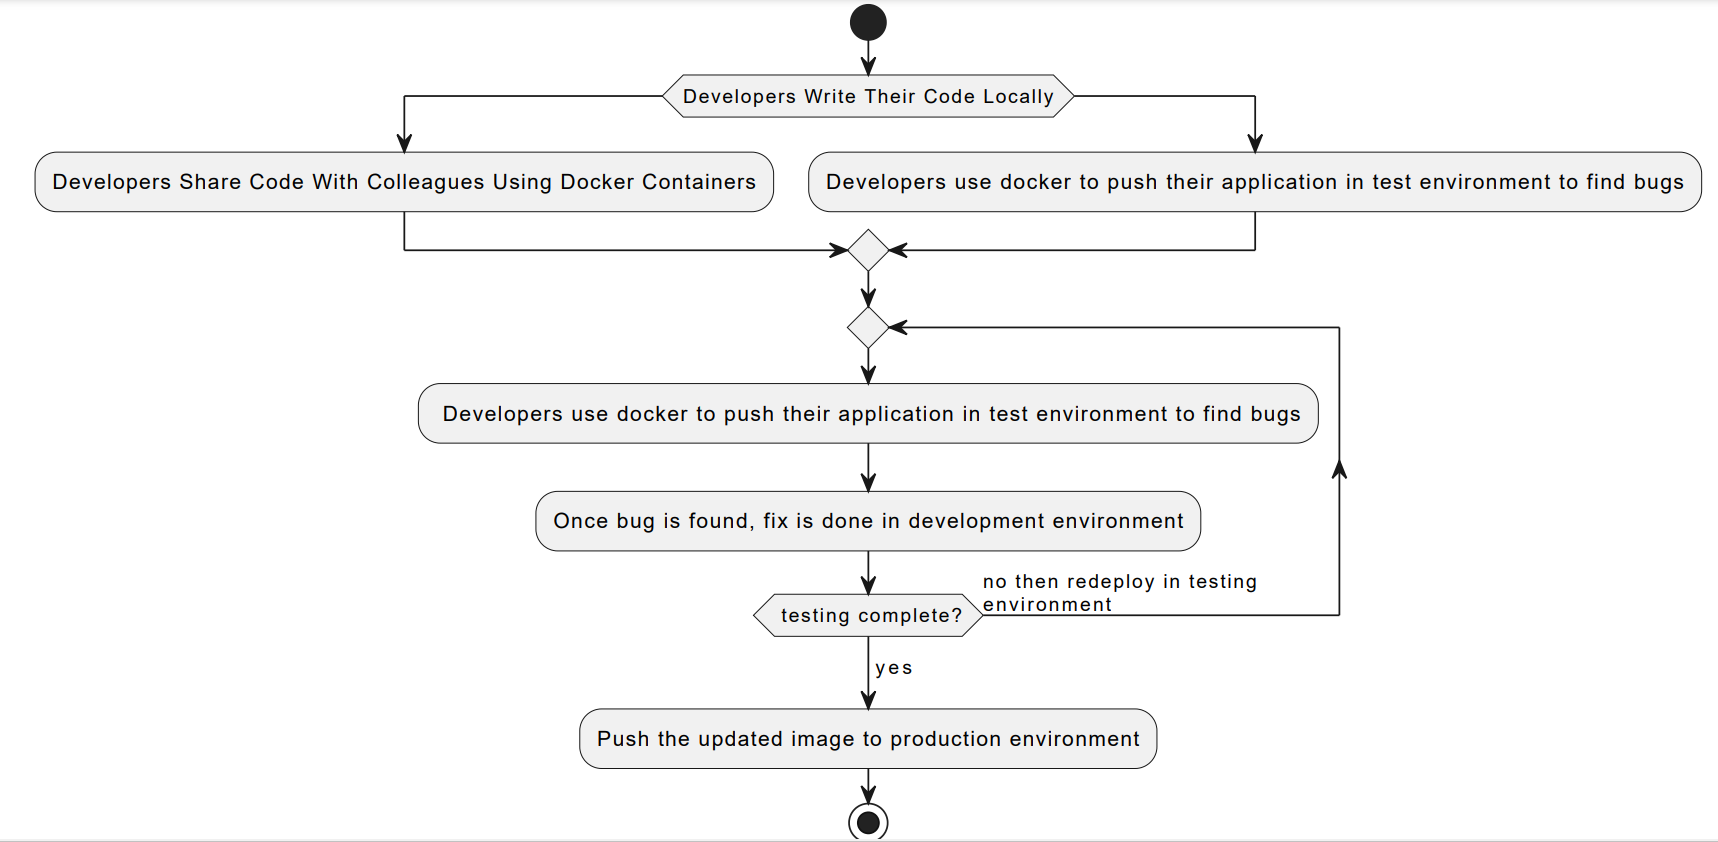 Developers Write Their Code Locally
Developers Share Code With Colleagues Using Docker Containers
Developers use docker to push their application in test environment to find bugs
Developers use docker to push their application in test environment to find bugs
Once bug is found, fix is done in development environment
testing complete?
no then redeploy in testing
environment
yes
Push the updated image to production environment